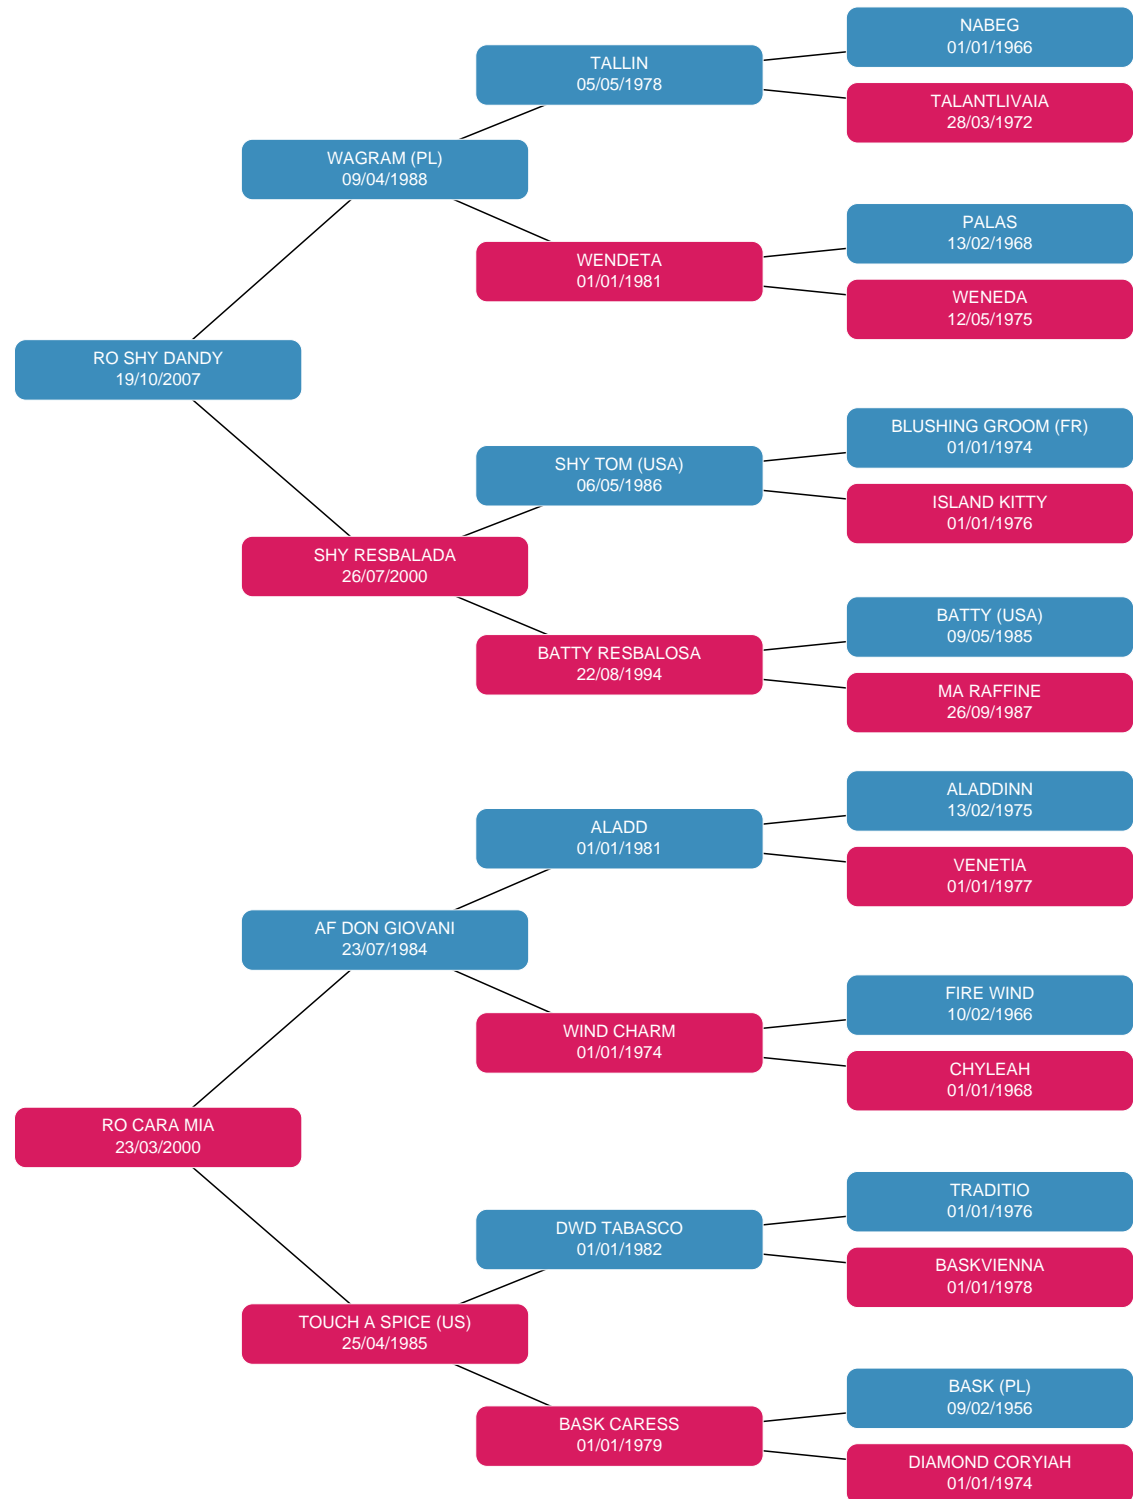 NABEG
01/01/1966
TALLIN
05/05/1978
TALANTLIVAIA
28/03/1972
WAGRAM (PL)
09/04/1988
PALAS
13/02/1968
WENDETA
01/01/1981
WENEDA
12/05/1975
RO SHY DANDY
19/10/2007
BLUSHING GROOM (FR)
01/01/1974
SHY TOM (USA)
06/05/1986
ISLAND KITTY
01/01/1976
SHY RESBALADA
26/07/2000
BATTY (USA)
09/05/1985
BATTY RESBALOSA
22/08/1994
MA RAFFINE
26/09/1987
ALADDINN
13/02/1975
ALADD
01/01/1981
VENETIA
01/01/1977
AF DON GIOVANI
23/07/1984
FIRE WIND
10/02/1966
WIND CHARM
01/01/1974
CHYLEAH
01/01/1968
RO CARA MIA
23/03/2000
TRADITIO
01/01/1976
DWD TABASCO
01/01/1982
BASKVIENNA
01/01/1978
TOUCH A SPICE (US)
25/04/1985
BASK (PL)
09/02/1956
BASK CARESS
01/01/1979
DIAMOND CORYIAH
01/01/1974